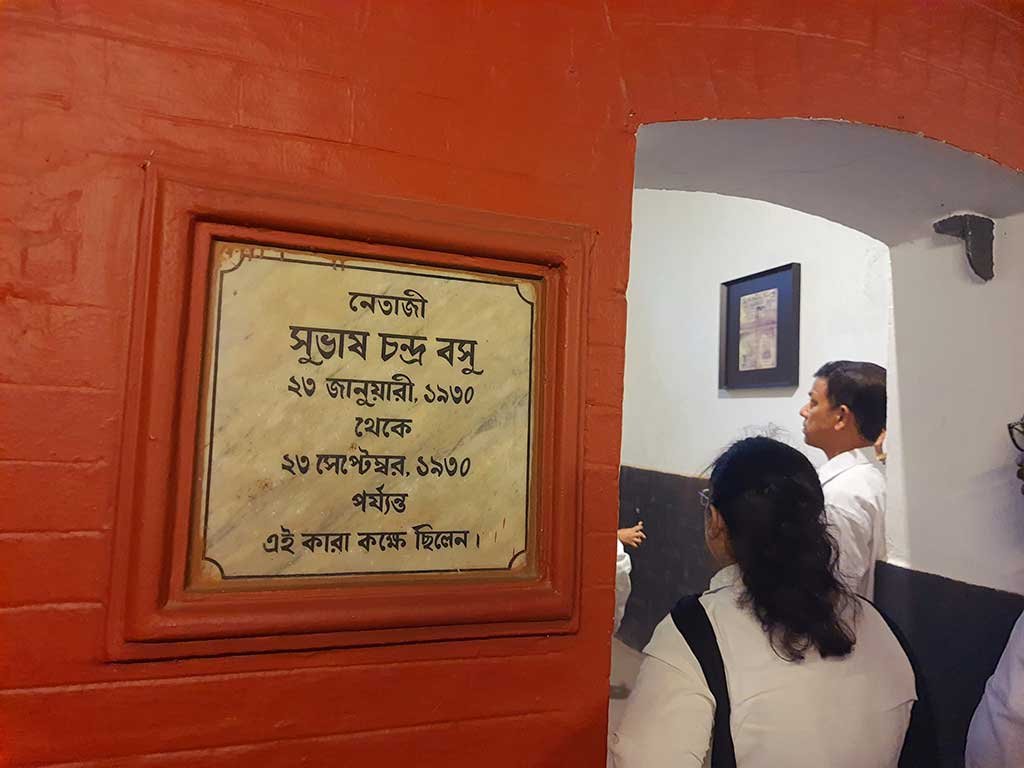 নেতাজী
সুভাষ চন্দ্র বসু
২৩ জানুয়ারী, ১৯৩০
থেকে
২৩ সেপ্টেম্বর, ১৯৩০
পর্য্যন্ত
এই কারা কক্ষে ছিলেন।